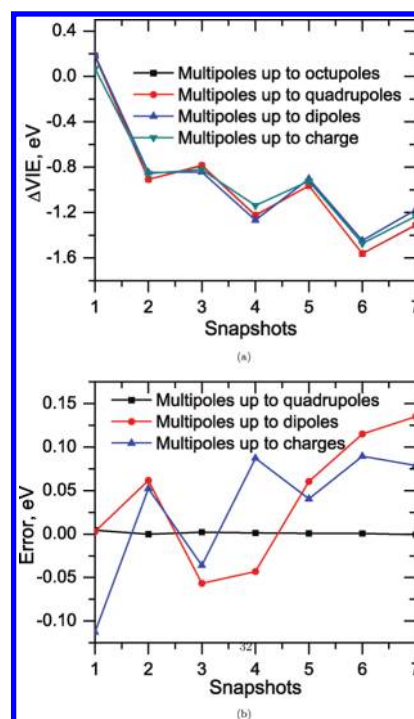 0.4
0.0
-0.4
-0.8
-1.2
-1.6
ΔVIE, eV
Multipoles up to octupoles
Multipoles up to quadrupoles
Multipoles up to dipoles
Multipoles up to charge
1 2 3 4 5 6 7
Snapshots
(a)
0.15
0.10
0.05
0.00
-0.05
-0.10
Error, eV
Multipoles up to quadrupoles
Multipoles up to dipoles
Multipoles up to charges
32
1 2 3 4 5 6 7
Snapshots
(b)